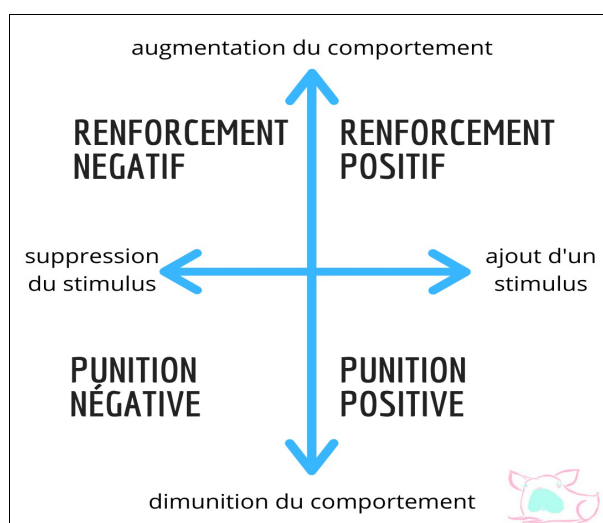 augmentation du comportement
RENFORCEMENT
NEGATIF
RENFORCEMENT
POSITIF
suppression
du stimulus
ajout d'un
stimulus
PUNITION
NÉGATIVE
PUNITION
POSITIVE
dimunition du comportement